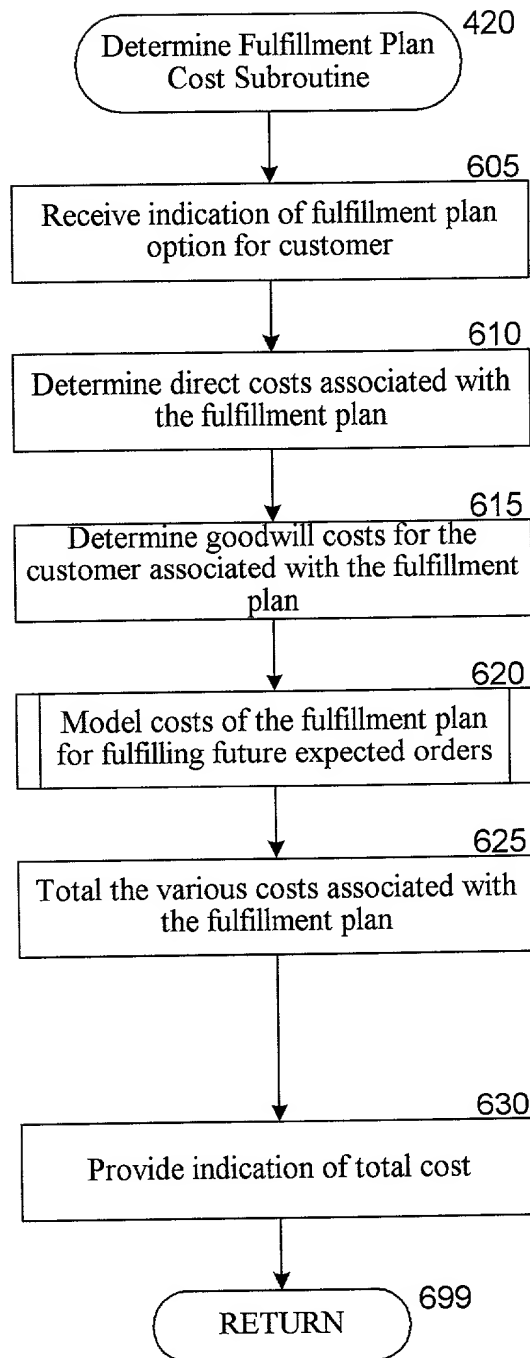 420
Determine Fulfillment Plan
Cost Subroutine
605
Receive indication of fulfillment plan
option for customer
610
Determine direct costs associated with
the fulfillment plan
615
Determine goodwill costs for the
customer associated with the fulfillment
plan
620
Model costs of the fulfillment plan
for fulfilling future expected orders
625
Total the various costs associated with
the fulfillment plan
630
Provide indication of total cost
699
RETURN